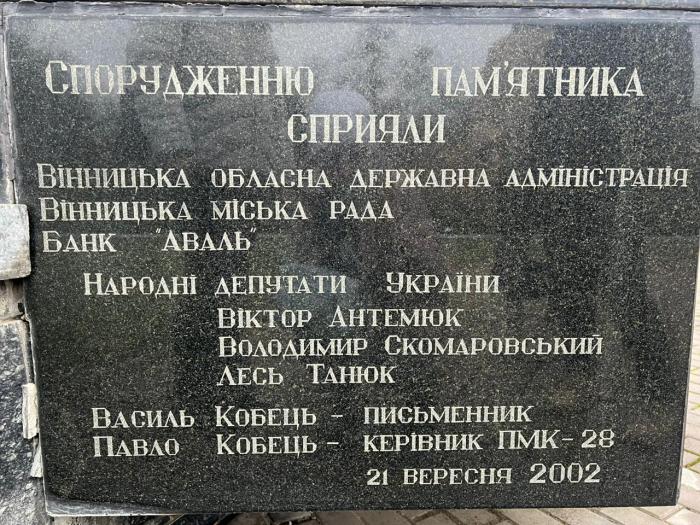 Спорудженню пам'ятника
сприяли
Вінницька обласна державна адміністрація
Вінницька міська рада
Банк "Аваль"
Народні депутати України
Віктор Антемюк
Володимир Скомаровський
Лесь Танюк
Василь Кобець - письменник
Павло Кобець - керівник ПМК-28
21 вересня 2002